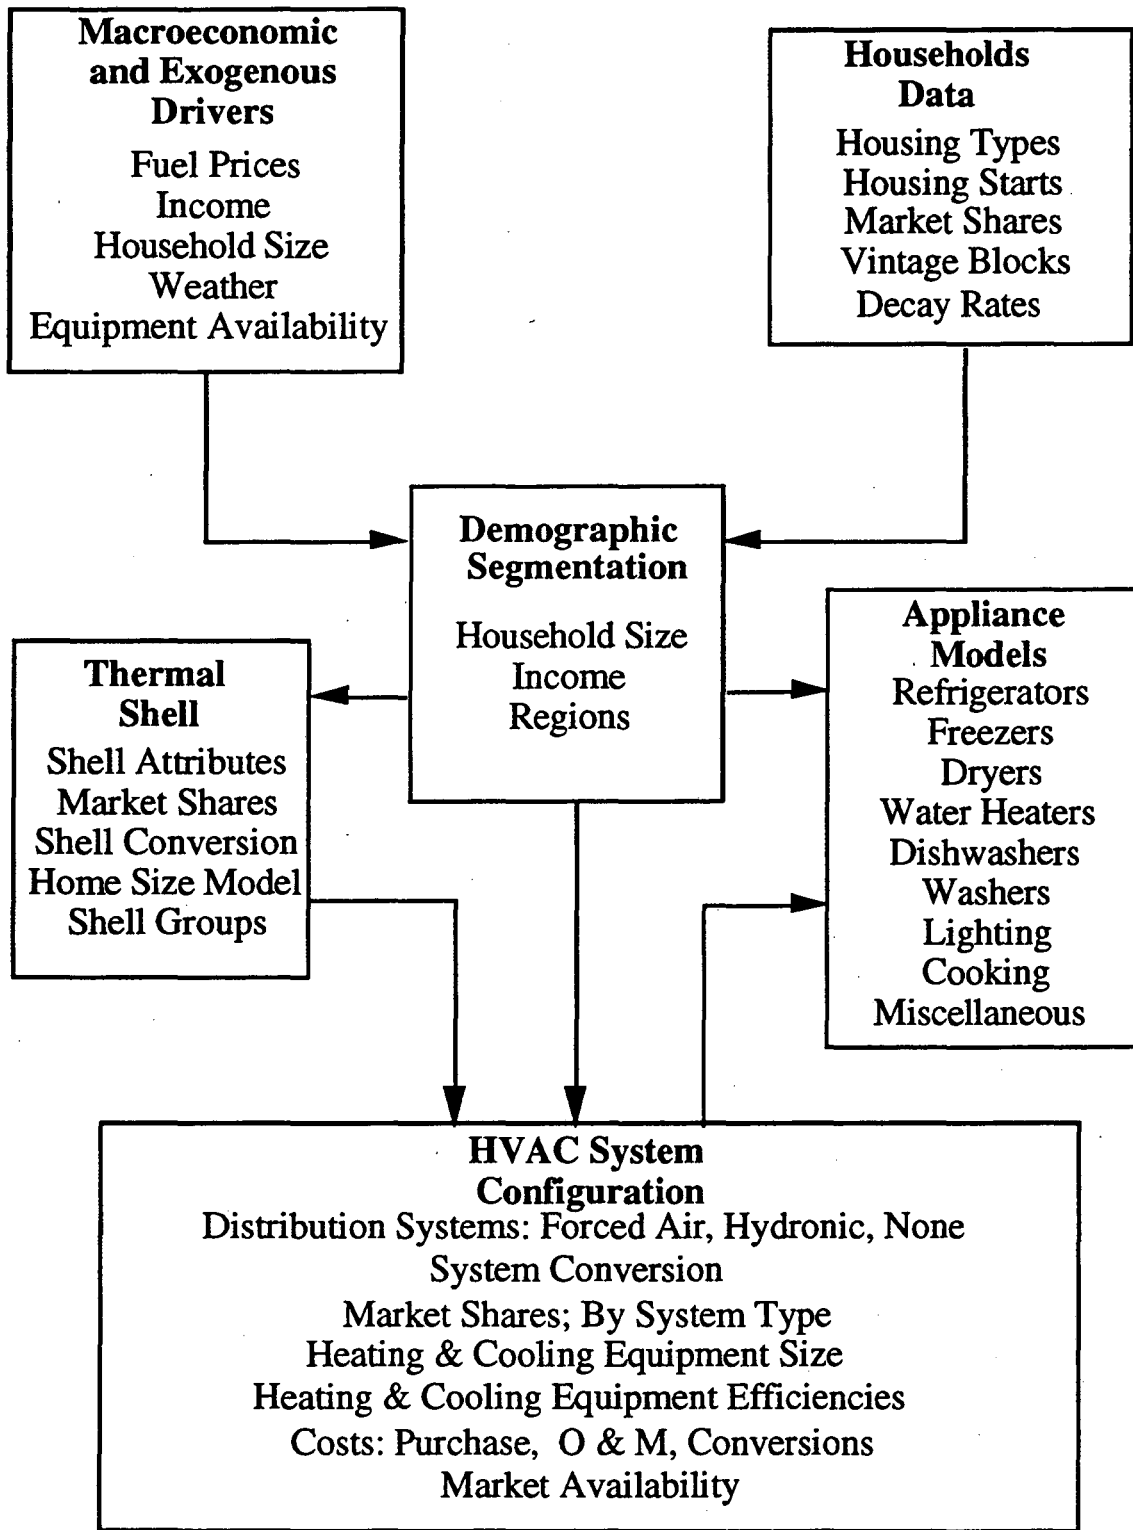 Macroeconomic
and Exogenous
Drivers
Fuel Prices
Income
Household Size
Weather
Equipment Availability
Households
Data
Housing Types
Housing Starts
Market Shares
Vintage Blocks
Decay Rates
Demographic
Segmentation
Household Size
Income
Regions
Thermal
Shell
Shell Attributes
Market Shares
Shell Conversion
Home Size Model
Shell Groups
Appliance
Models
Refrigerators
Freezers
Dryers
Water Heaters
Dishwashers
Washers
Lighting
Cooking
Miscellaneous
HVAC System
Configuration
Distribution Systems: Forced Air, Hydronic, None
System Conversion
Market Shares; By System Type
Heating & Cooling Equipment Size
Heating & Cooling Equipment Efficiencies
Costs: Purchase, O & M, Conversions
Market Availability